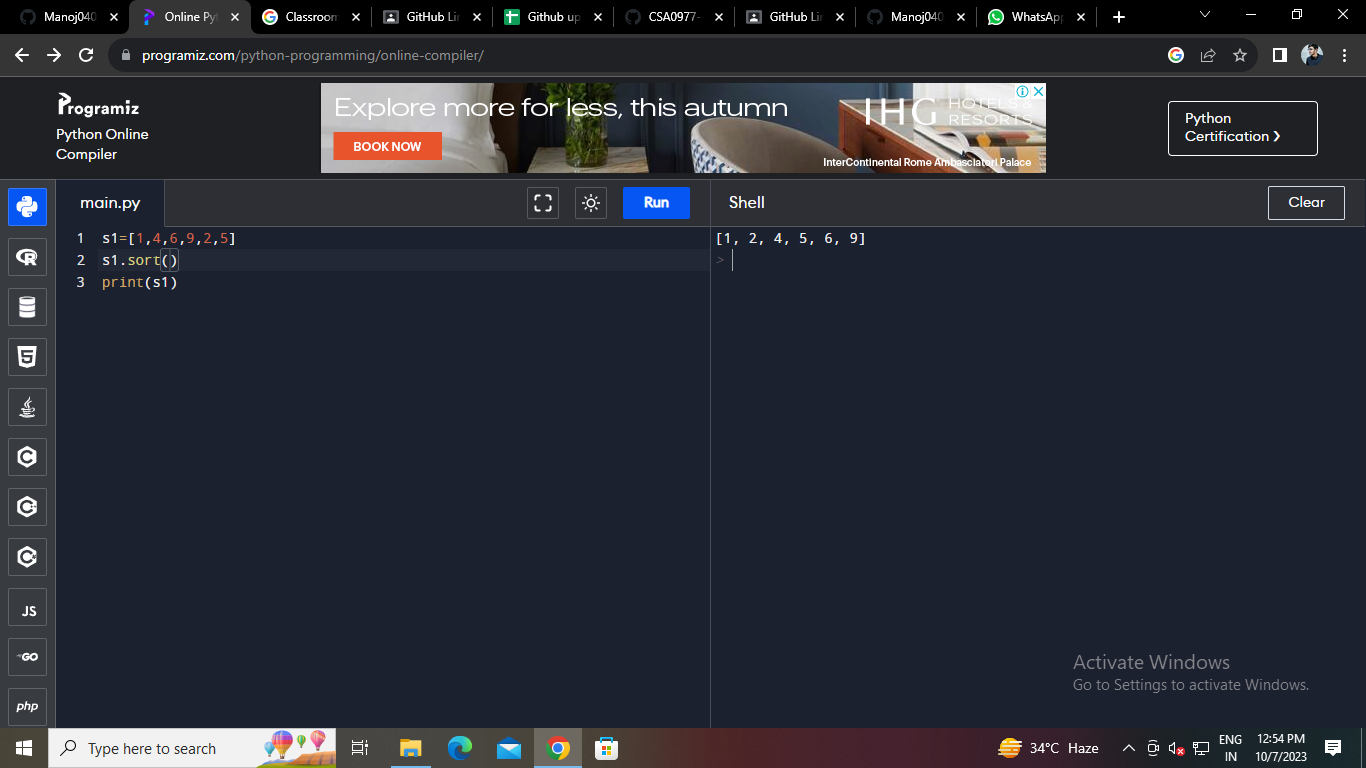 Manoj040
Online Py
Classroom
GitHub Lin
Github up
CSA0977-
GitHub Lin
Manoj040
WhatsApp
programiz.com/python-programming/online-compiler/
Programiz
Python Online
Compiler
Explore more for less, this autumn
BOOK NOW
IHG HOTELS &
RESORTS
InterContinental Rome Ambasciatori Palace
Python
Certification ❯
main.py
Run
Shell
Clear
1 s1=[1,4,6,9,2,5]
2 s1.sort()
3 print(s1)
[1, 2, 4, 5, 6, 9]
>
R
5
C
C
C
JS
GO
php
Activate Windows
Go to Settings to activate Windows.
Type here to search
34°C Haze
ENG
IN
12:54 PM
10/7/2023